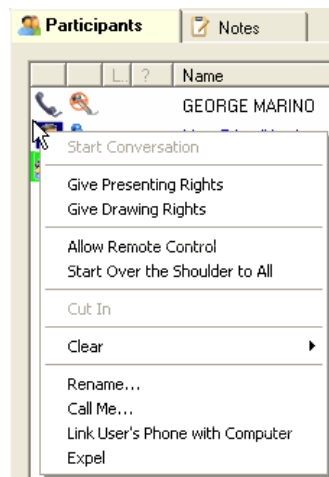 Participants
Notes
L.. ? Name
GEORGE MARINO
Start Conversation
Give Presenting Rights
Give Drawing Rights
Allow Remote Control
Start Over the Shoulder to All
Cut In
Clear
Rename...
Call Me...
Link User's Phone with Computer
Expel